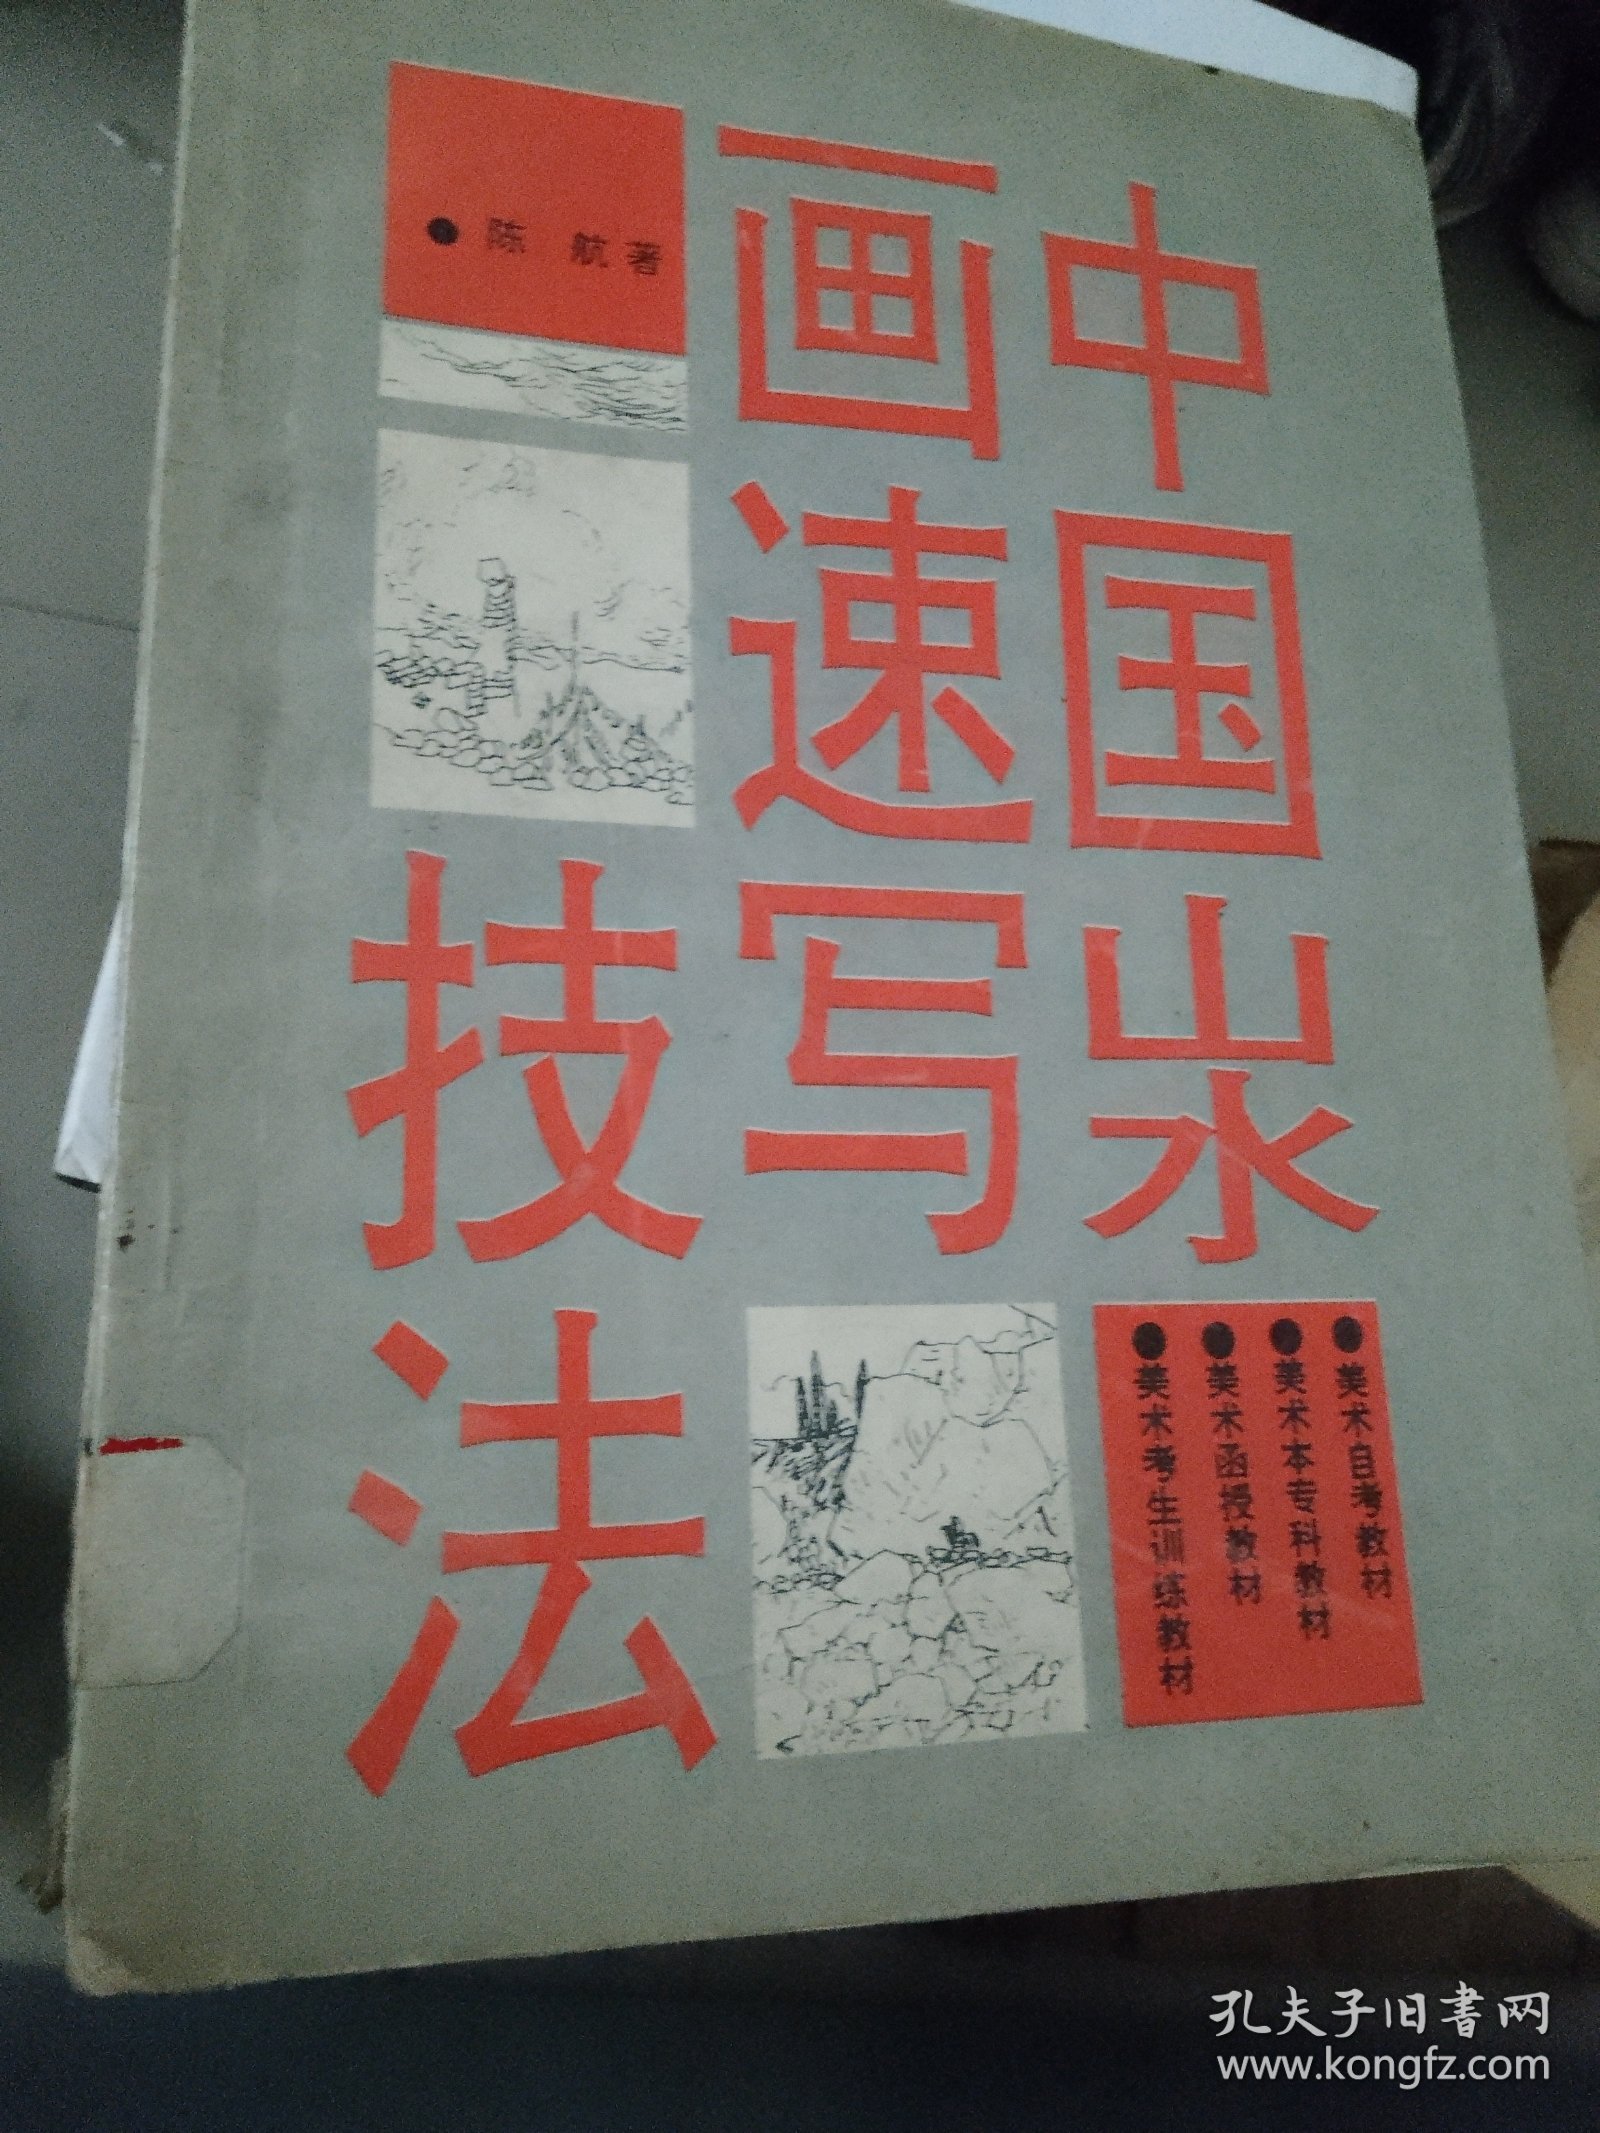 中国山水
画速写
技法
● 陈 航著
●美术自考教材
●美术本专科教材
●美术函授教材
●美术考生训练教材
孔夫子旧书网
www.kongfz.com